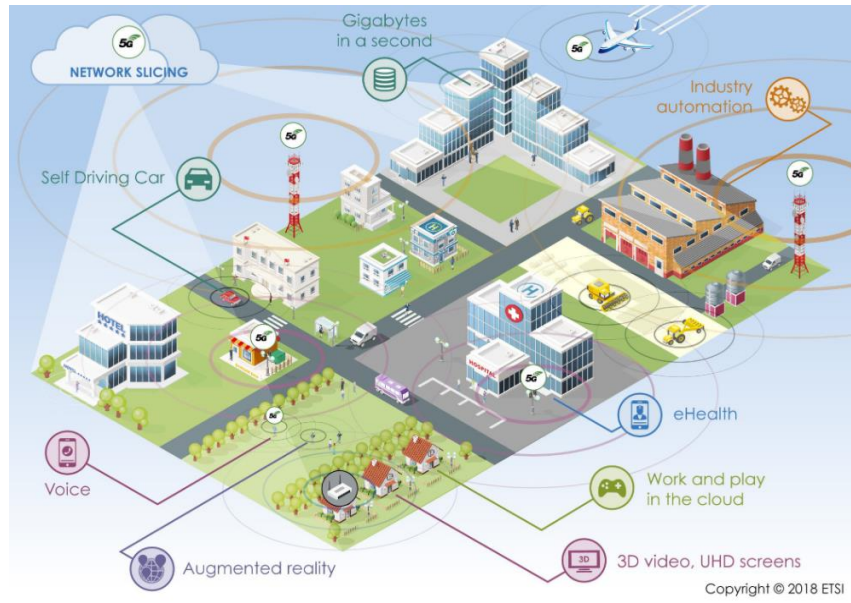 5G
NETWORK SLICING
Gigabytes
in a second
5G
Industry
automation
5G
5G
Self Driving Car
H
H
HOTEL
5G
HOSPITAL
5G
eHealth
5G
Voice
Work and play
in the cloud
Augmented reality
3D
3D video, UHD screens
Copyright © 2018 ETSI